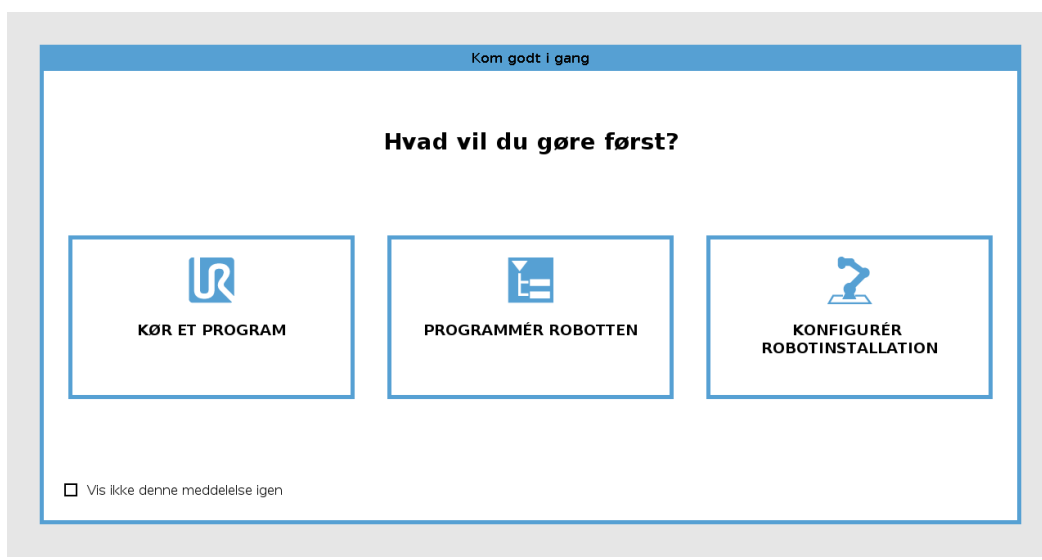 Kom godt i gang
Hvad vil du gøre først?
KØR ET PROGRAM
PROGRAMMÉR ROBOTTEN
KONFIGURÉR
ROBOTINSTALLATION
Vis ikke denne meddelelse igen